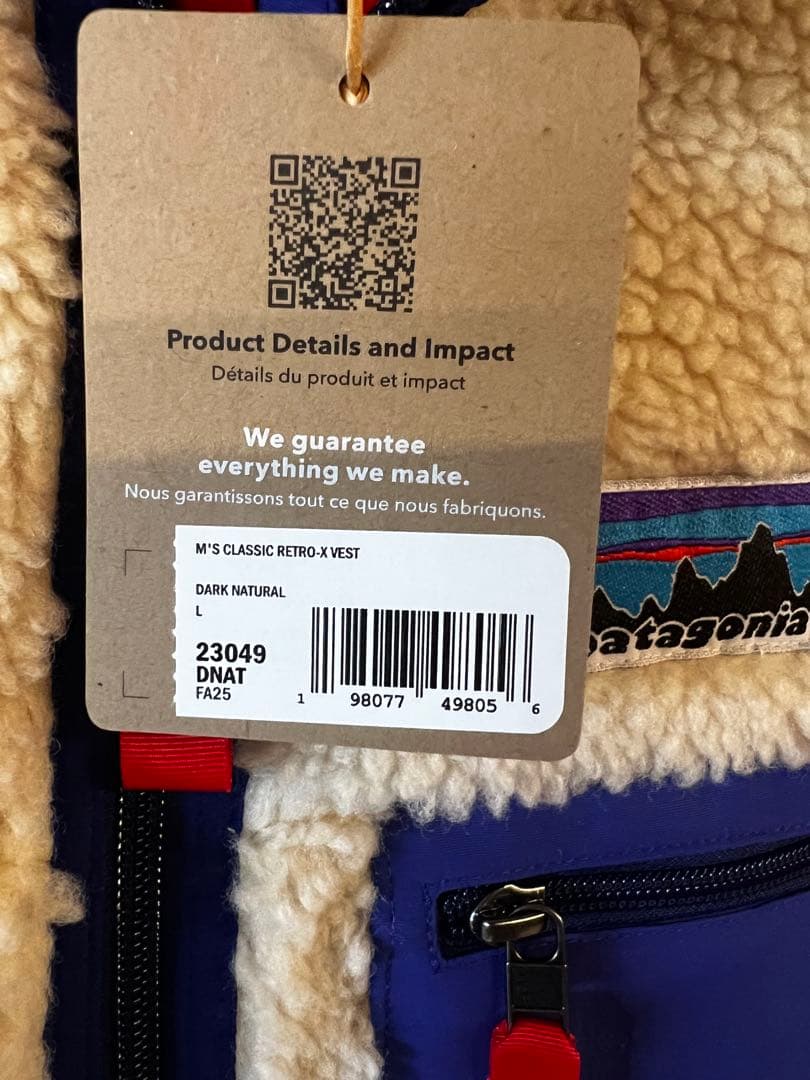 Product Details and Impact
Détails du produit et impact
We guarantee
everything we make.
Nous garantissons tout ce que nous fabriquons.
M'S CLASSIC RETRO-X VEST
DARK NATURAL
L
23049
DNAT
FA25
1 98077 49805 6
patagonia